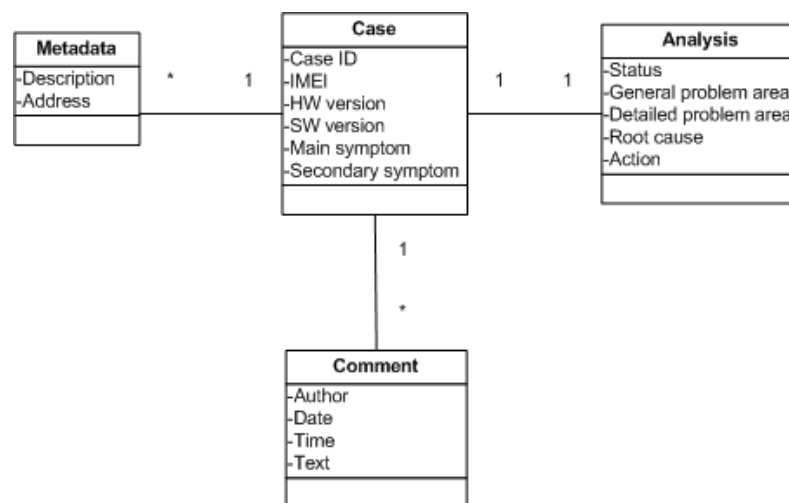 Metadata
-Description
-Address
* 1
Case
-Case ID
-IMEI
-HW version
-SW version
-Main symptom
-Secondary symptom
1 1
Analysis
-Status
-General problem area
-Detailed problem area
-Root cause
-Action
1
*
Comment
-Author
-Date
-Time
-Text